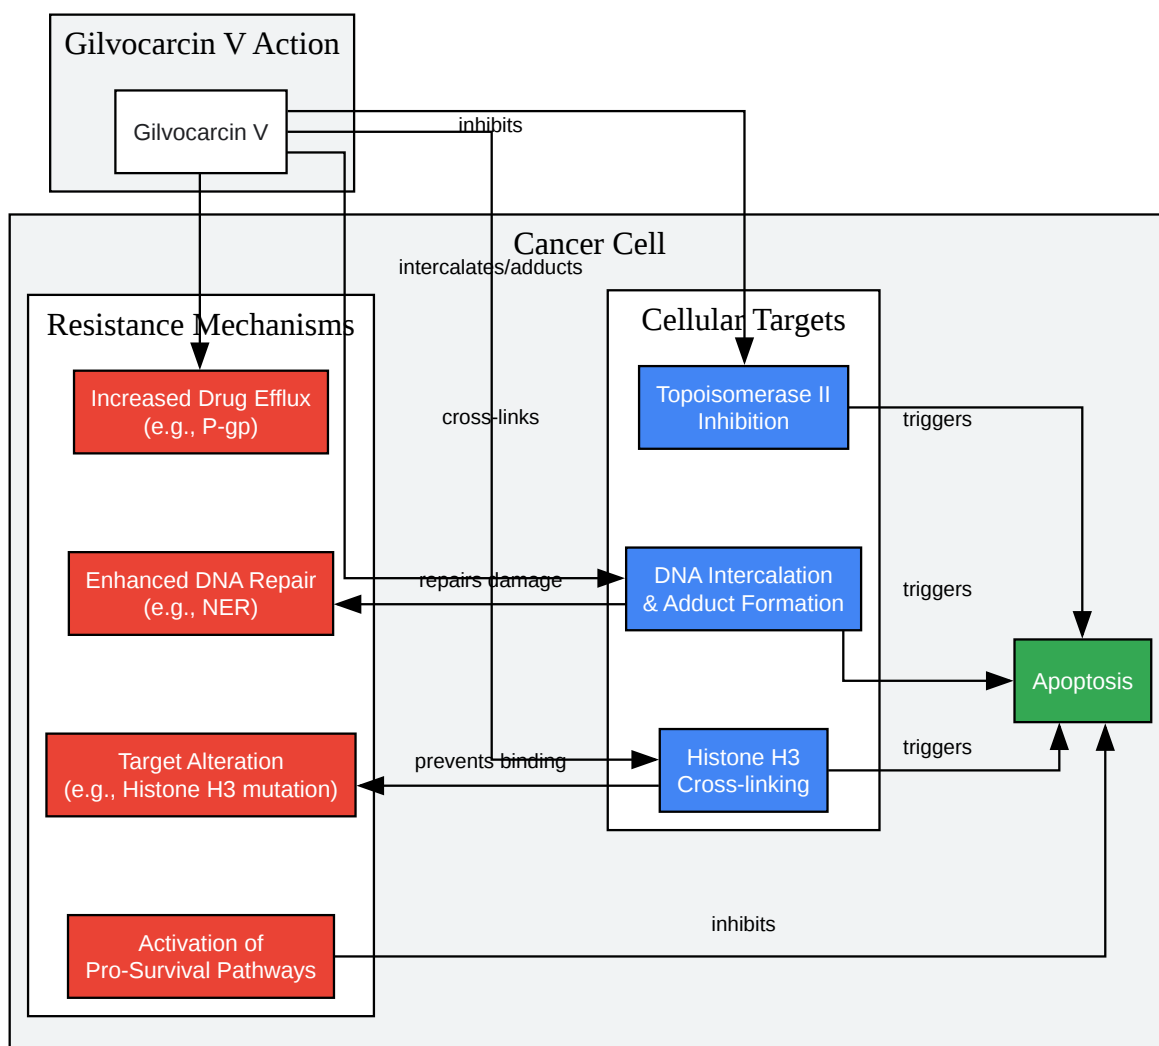 Gilvocarcin V Action
Gilvocarcin V
inhibits
Cancer Cell
intercalates/adducts
Resistance Mechanisms
Cellular Targets
Increased Drug Efflux
(e.g., P-gp)
cross-links
Topoisomerase II
Inhibition
triggers
Enhanced DNA Repair
(e.g., NER)
repairs damage
DNA Intercalation
& Adduct Formation
triggers
Apoptosis
Target Alteration
(e.g., Histone H3 mutation)
prevents binding
Histone H3
Cross-linking
triggers
Activation of
Pro-Survival Pathways
inhibits